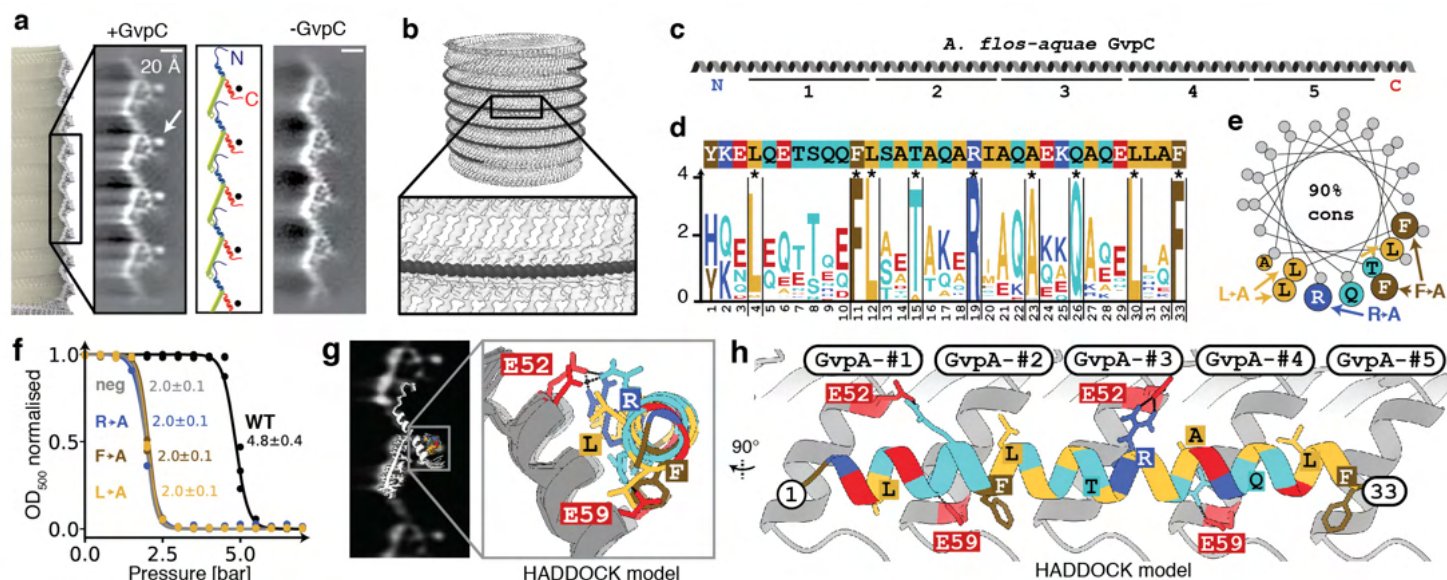 a
+GvpC
20 Å
N
C
-GvpC
b
c
A. flos-aquae GvpC
N
1
2
3
4
5
C
d
YKELQETSQQFLSATAQARIAQAEKQAQELLAF
* * * * * * * * *
4
2
0
1 2 3 4 5 6 7 8 9 10 11 12 13 14 15 16 17 18 19 20 21 22 23 24 25 26 27 28 29 30 31 32 33
e
90%
cons
F
L
T
F
Q
R
L
L
A
L→A
R→A
F→A
f
OD500 normalised
1.0
0.5
0.0
neg 2.0±0.1
R→A 2.0±0.1
F→A 2.0±0.1
L→A 2.0±0.1
WT
4.8±0.4
0.0 2.5 5.0
Pressure [bar]
g
E52
R
L
F
E59
HADDOCK model
h
90°
GvpA-#1
GvpA-#2
GvpA-#3
GvpA-#4
GvpA-#5
E52
E52
1
L
L
F
T
R
A
Q
L
F
33
E59
E59
HADDOCK model